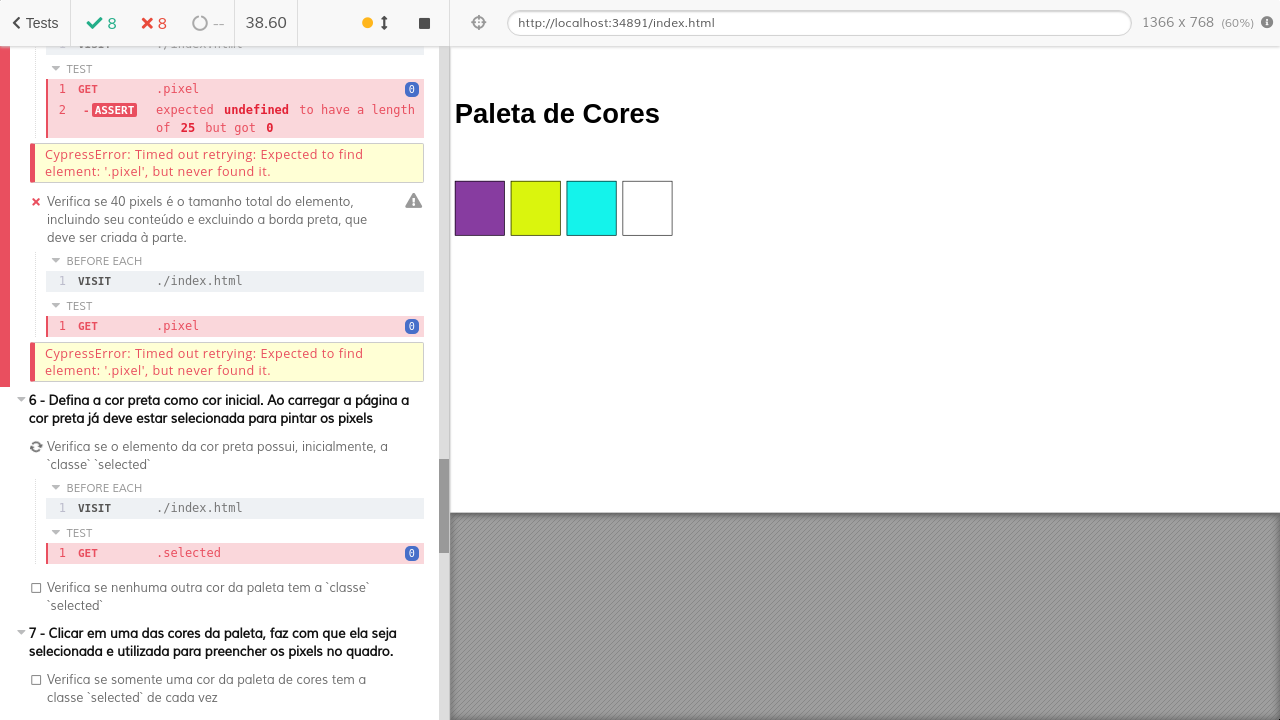 Tests 8 8 -- 38.60
http://localhost:34891/index.html 1366 x 768 (60%)
1 VISIT ./index.html
TEST
1 GET .pixel 0
2 -ASSERT expected undefined to have a length
of 25 but got 0
CypressError: Timed out retrying: Expected to find
element: '.pixel', but never found it.
Verifica se 40 pixels é o tamanho total do elemento,
incluindo seu conteúdo e excluindo a borda preta, que
deve ser criada à parte.
BEFORE EACH
1 VISIT ./index.html
TEST
1 GET .pixel 0
CypressError: Timed out retrying: Expected to find
element: '.pixel', but never found it.
6 - Defina a cor preta como cor inicial. Ao carregar a página a
cor preta já deve estar selecionada para pintar os pixels
Verifica se o elemento da cor preta possui, inicialmente, a
`classe` `selected`
BEFORE EACH
1 VISIT ./index.html
TEST
1 GET .selected 0
Verifica se nenhuma outra cor da paleta tem a `classe`
`selected`
7 - Clicar em uma das cores da paleta, faz com que ela seja
selecionada e utilizada para preencher os pixels no quadro.
Verifica se somente uma cor da paleta de cores tem a
classe `selected` de cada vez
Paleta de Cores